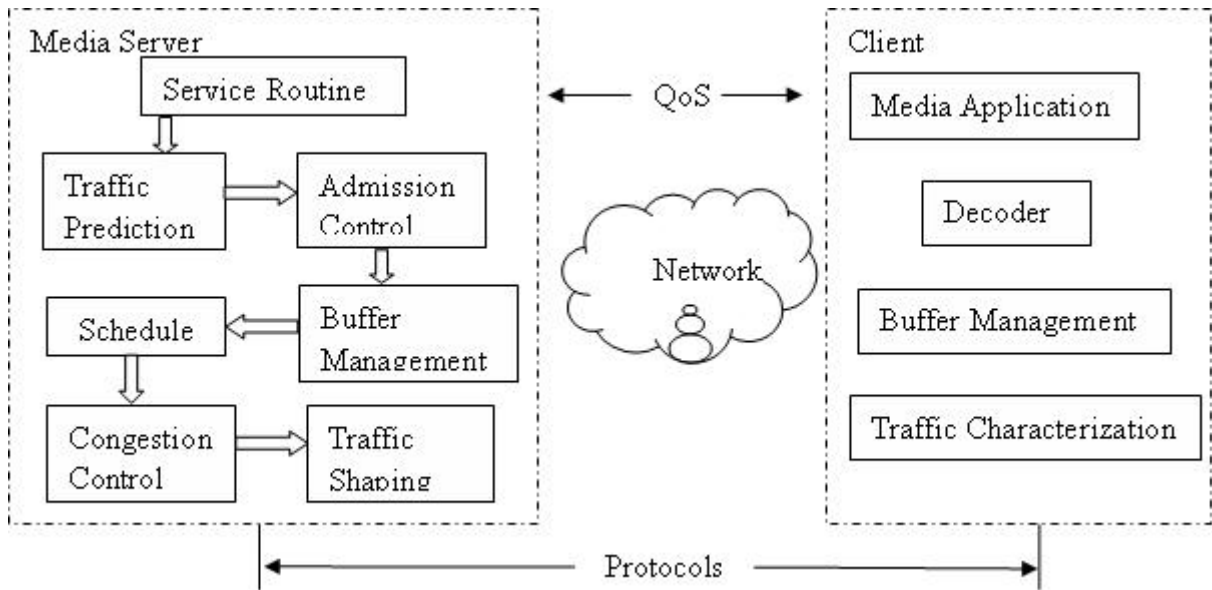 Media Server
Service Routine
Traffic
Prediction
Admission
Control
Schedule
Buffer
Management
Congestion
Control
Traffic
Shaping
QoS
Network
Client
Media Application
Decoder
Buffer Management
Traffic Characterization
Protocols